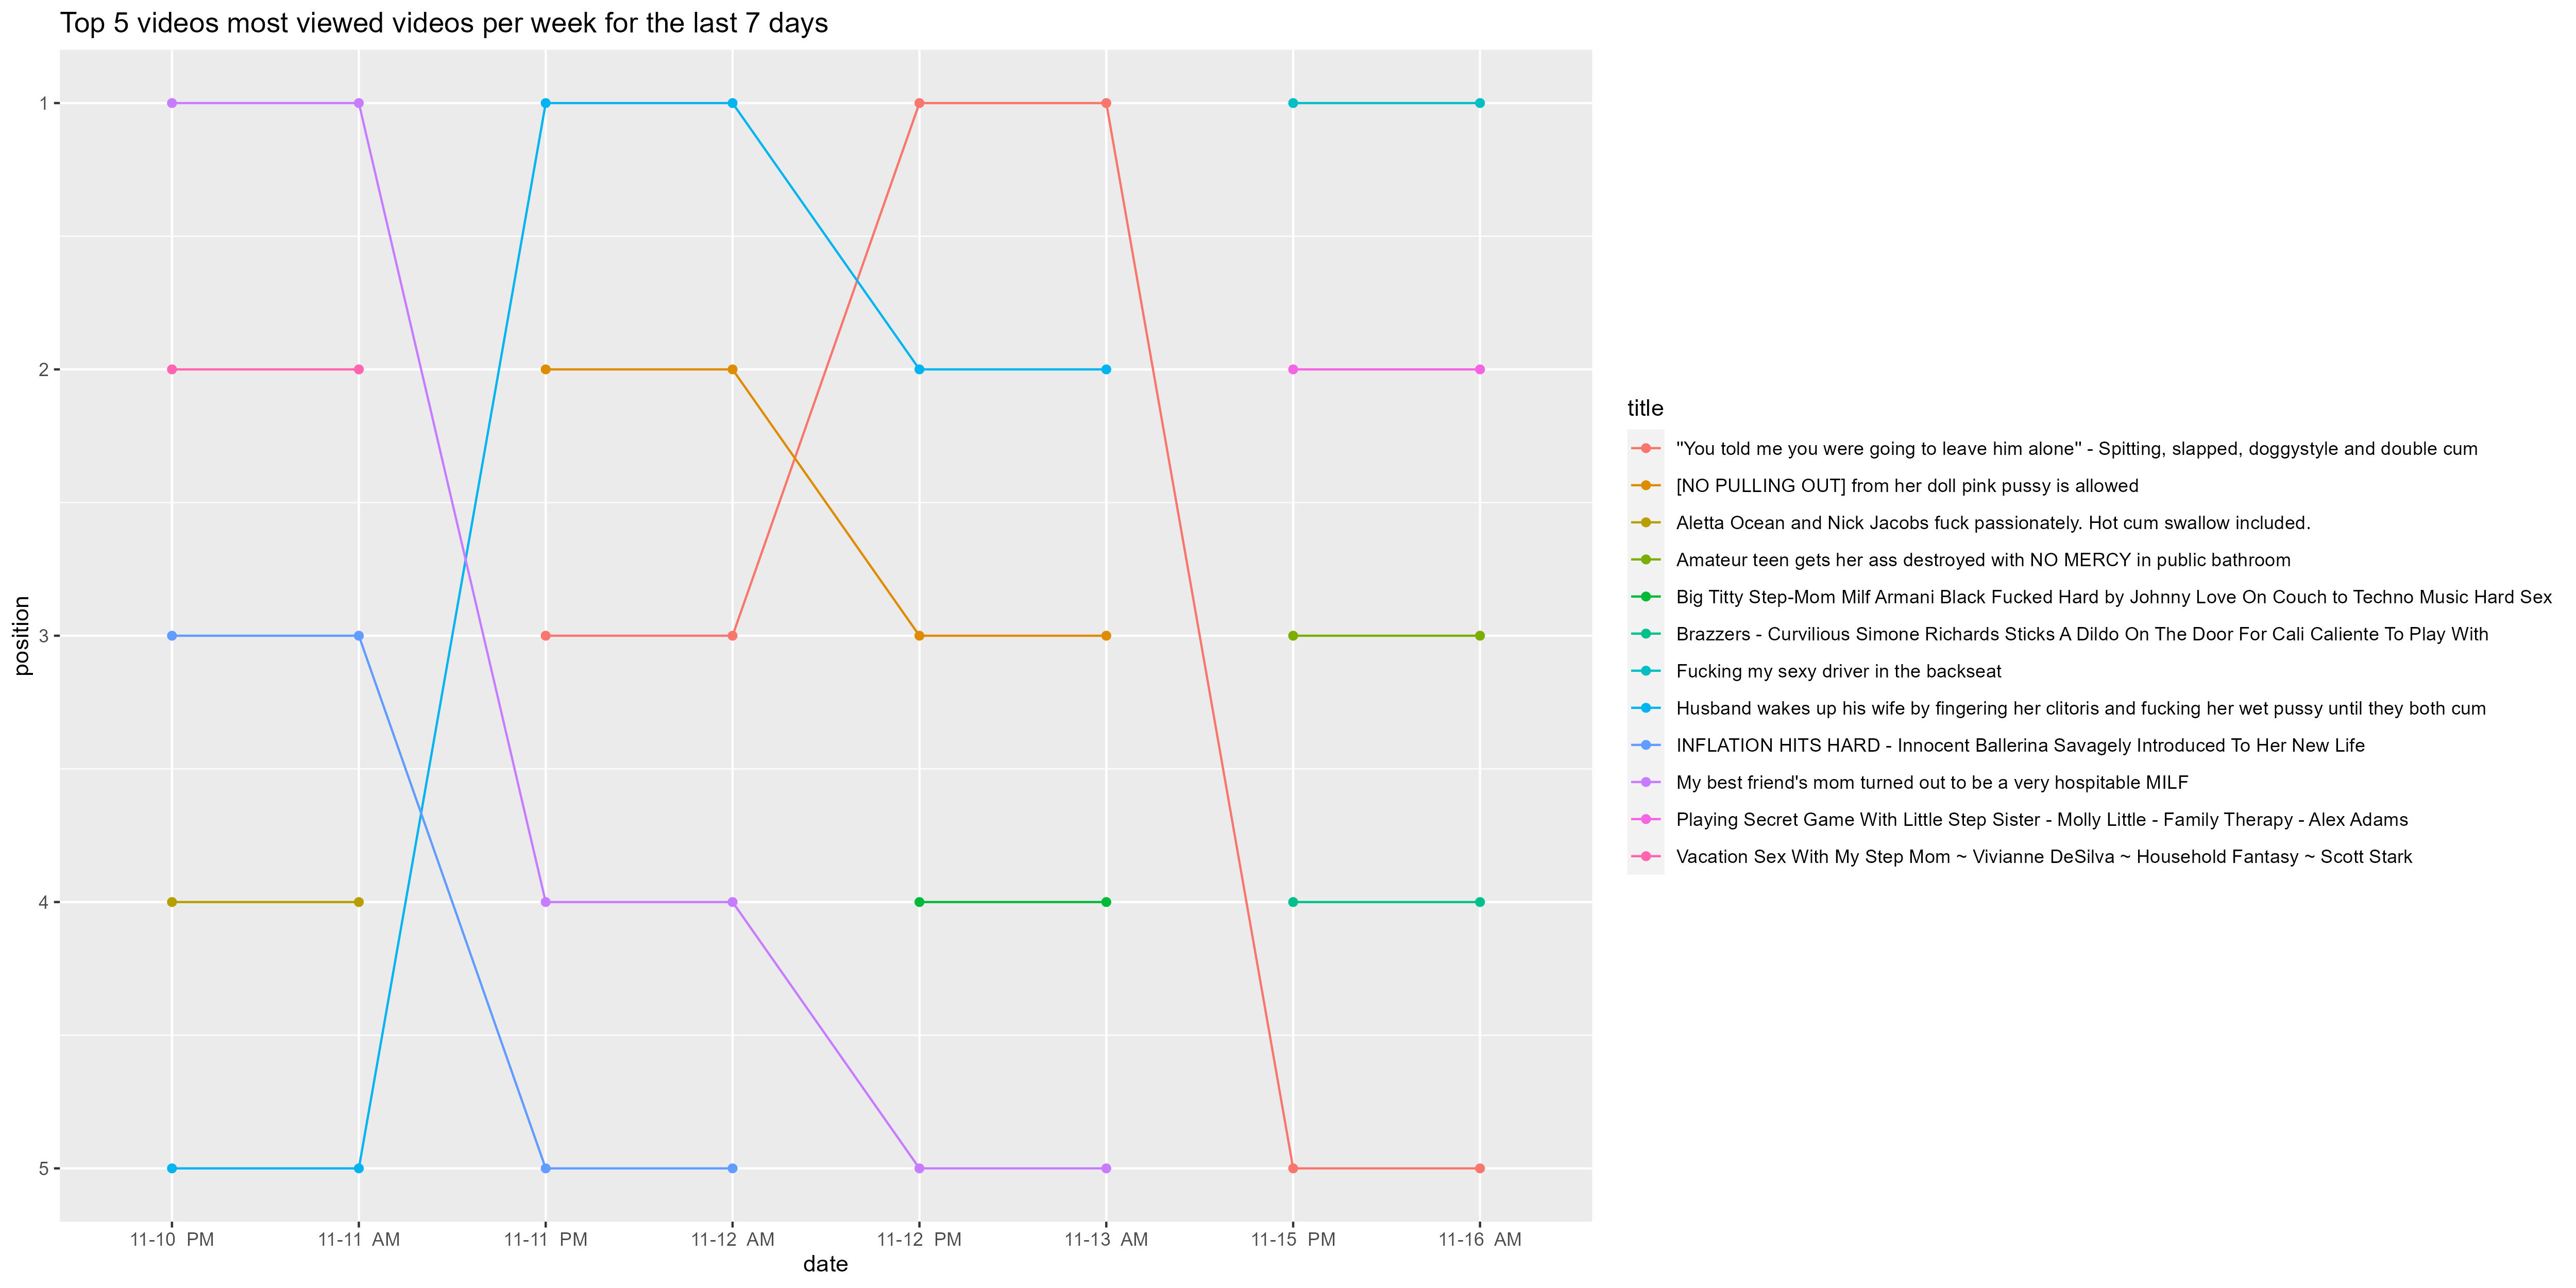 Top 5 videos most viewed videos per week for the last 7 days
position
1
2
3
4
5
11-10 PM
11-11 AM
11-11 PM
11-12 AM
11-12 PM
11-13 AM
11-15 PM
11-16 AM
date
title
"You told me you were going to leave him alone" - Spitting, slapped, doggystyle and double cum
[NO PULLING OUT] from her doll pink pussy is allowed
Aletta Ocean and Nick Jacobs fuck passionately. Hot cum swallow included.
Amateur teen gets her ass destroyed with NO MERCY in public bathroom
Big Titty Step-Mom Milf Armani Black Fucked Hard by Johnny Love On Couch to Techno Music Hard Sex
Brazzers - Curvilious Simone Richards Sticks A Dildo On The Door For Cali Caliente To Play With
Fucking my sexy driver in the backseat
Husband wakes up his wife by fingering her clitoris and fucking her wet pussy until they both cum
INFLATION HITS HARD - Innocent Ballerina Savagely Introduced To Her New Life
My best friend's mom turned out to be a very hospitable MILF
Playing Secret Game With Little Step Sister - Molly Little - Family Therapy - Alex Adams
Vacation Sex With My Step Mom ~ Vivianne DeSilva ~ Household Fantasy ~ Scott Stark